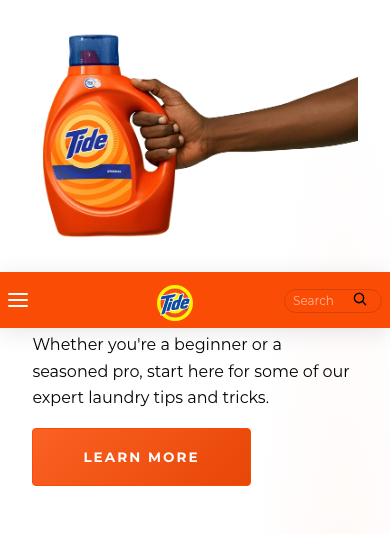 Tide
Tide
Search
Whether you're a beginner or a
seasoned pro, start here for some of our
expert laundry tips and tricks.
LEARN MORE